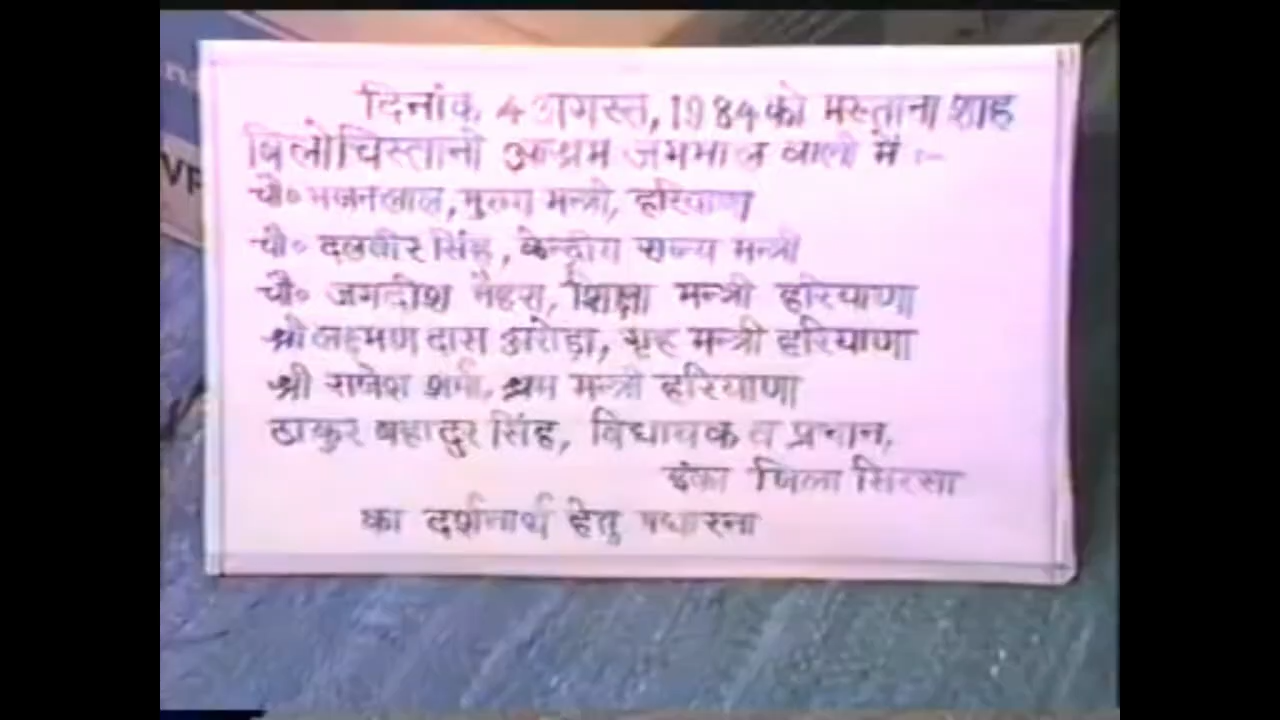 दिनांक 4 अगस्त, 1984 को मस्ताना शाह
बिलोचिस्तानी आश्रम जगमाल वाली में :-
चौ० भजनलाल, मुख्य मन्त्री, हरियाणा
चौ० दलबीर सिंह, केन्द्रीय राज्य मन्त्री
चौ० जगदीश नेहरा, शिक्षा मन्त्री हरियाणा
श्री लक्ष्मण दास अरोड़ा, गृह मन्त्री हरियाणा
श्री राजेश शर्मा, श्रम मन्त्री हरियाणा
ठाकुर बहादुर सिंह, विधायक व प्रधान,
इंका जिला सिरसा
का दर्शनार्थ हेतु पधारना